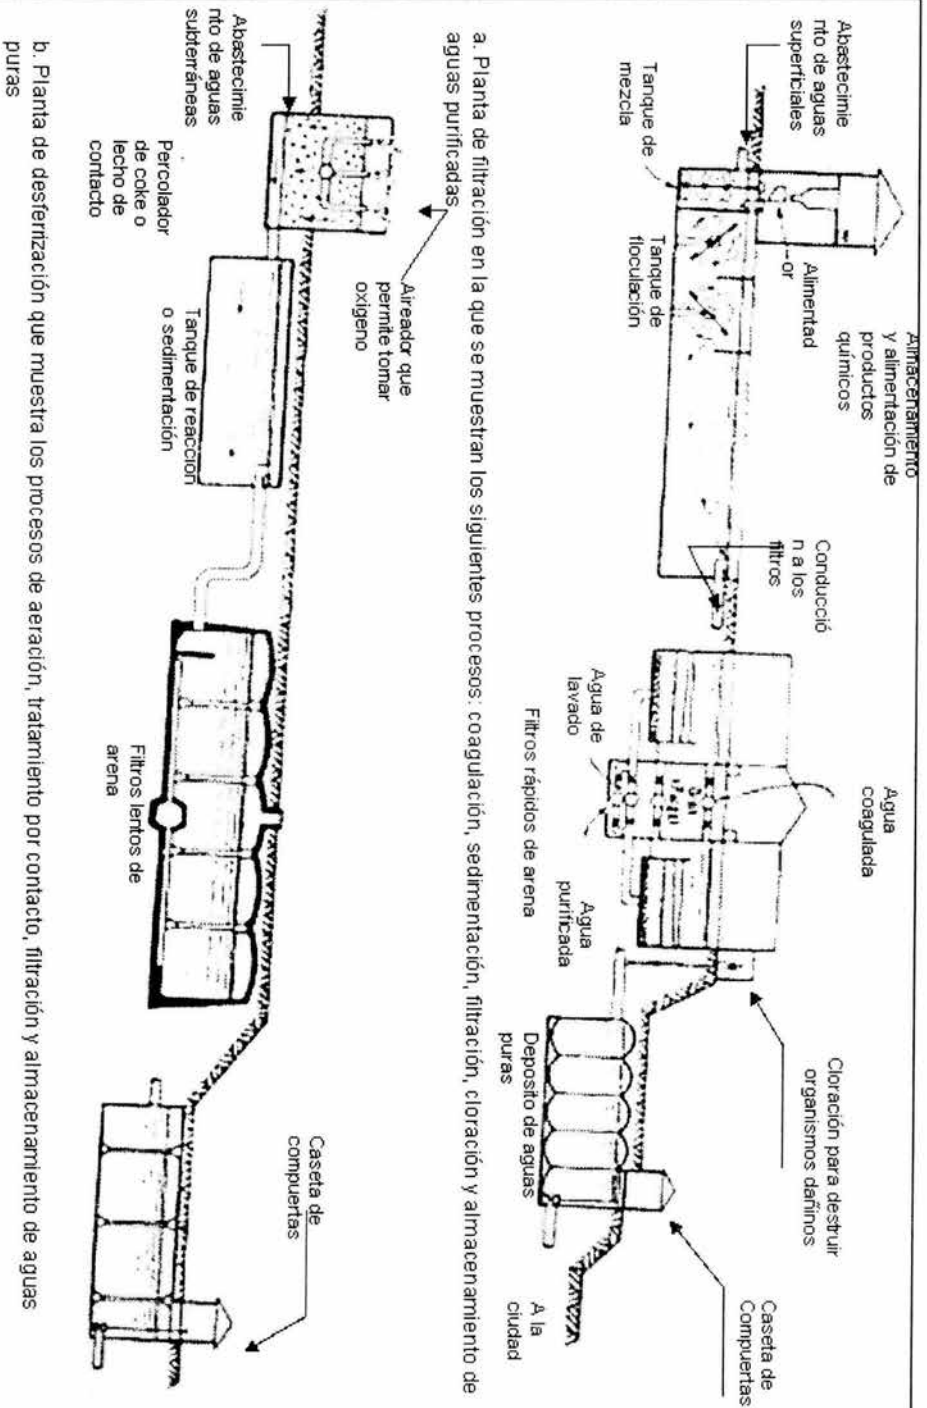 Almacenamiento
y alimentación de
productos
químicos
Abastecimie
nto de aguas
superficiales
Alimentad
or
Tanque de
mezcla
Tanque de
floculación
Conducció
n a los
filtros
Agua
coagulada
Agua de
lavado
Filtros rápidos de arena
Agua
purificada
Cloración para destruir
organismos dañinos
Caseta de
Compuertas
Deposito de aguas
puras
A la
ciudad
a. Planta de filtración en la que se muestran los siguientes procesos: coagulación, sedimentación, filtración, cloración y almacenamiento de
aguas purificadas
Aireador que
permite tomar
oxigeno
Abastecimie
nto de aguas
subterráneas
Percolador
de coke o
lecho de
contacto
Tanque de reacción
o sedimentación
Filtros lentos de
arena
Caseta de
compuertas
b. Planta de desferización que muestra los procesos de aeración, tratamiento por contacto, filtración y almacenamiento de aguas
puras